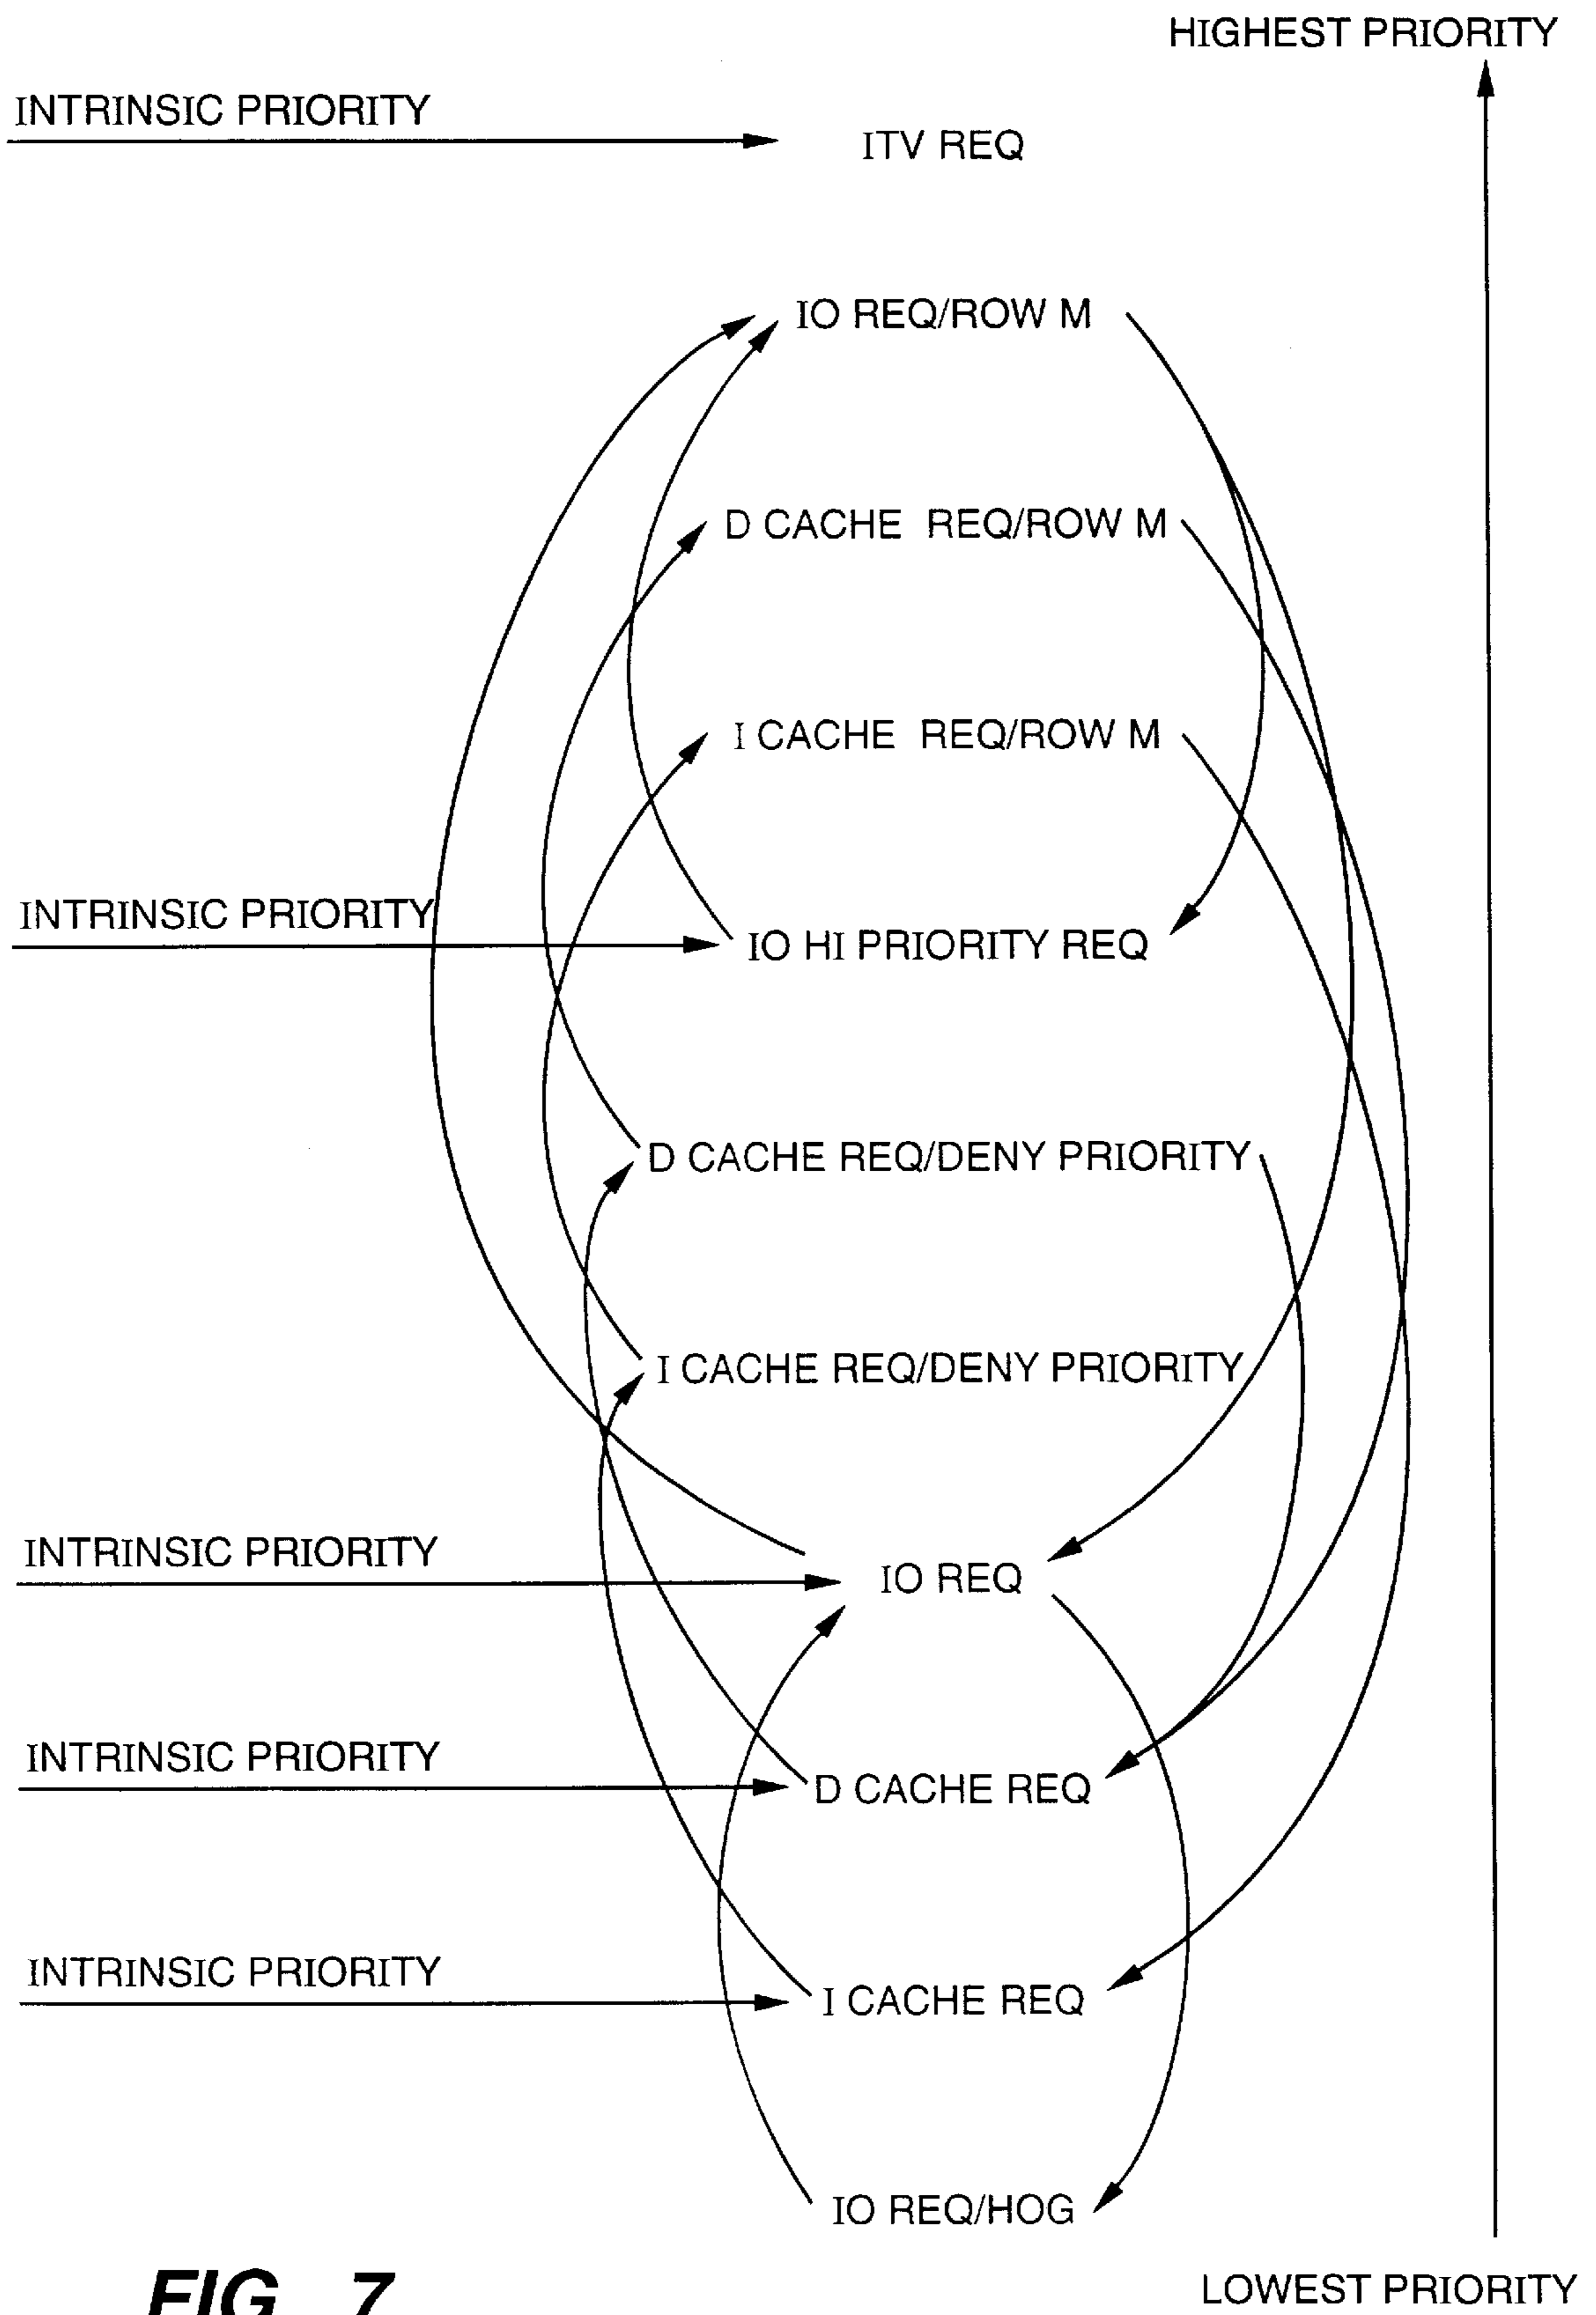 HIGHEST PRIORITY
INTRINSIC PRIORITY
ITV REQ
IO REQ/ROW M
D CACHE REQ/ROW M
I CACHE REQ/ROW M
INTRINSIC PRIORITY
IO HI PRIORITY REQ
D CACHE REQ/DENY PRIORITY
I CACHE REQ/DENY PRIORITY
INTRINSIC PRIORITY
IO REQ
INTRINSIC PRIORITY
D CACHE REQ
INTRINSIC PRIORITY
I CACHE REQ
IO REQ/HOG
LOWEST PRIORITY
FIG_7